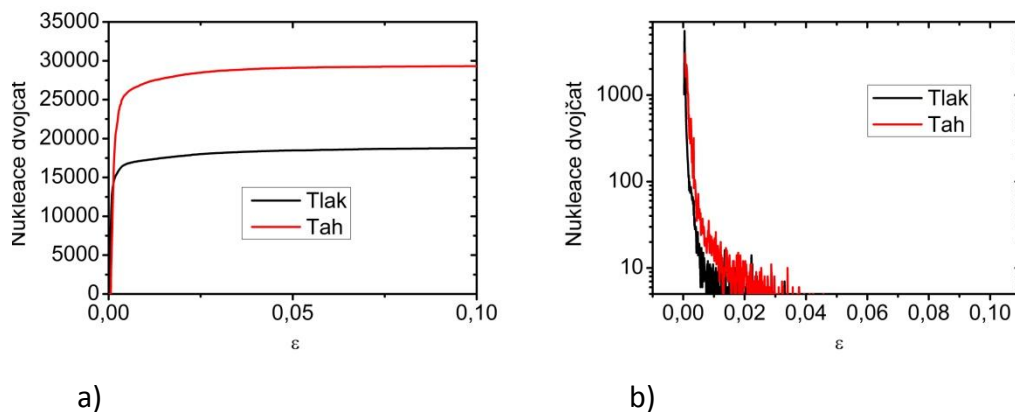 Nukleace dvojcat
35000
30000
25000
20000
15000
10000
5000
0
0,00
0,05
0,10
ε
Tlak
Tah
a)
Nukleace dvojčat
1000
100
10
0,00
0,02
0,04
0,06
0,08
0,10
ε
Tlak
Tah
b)